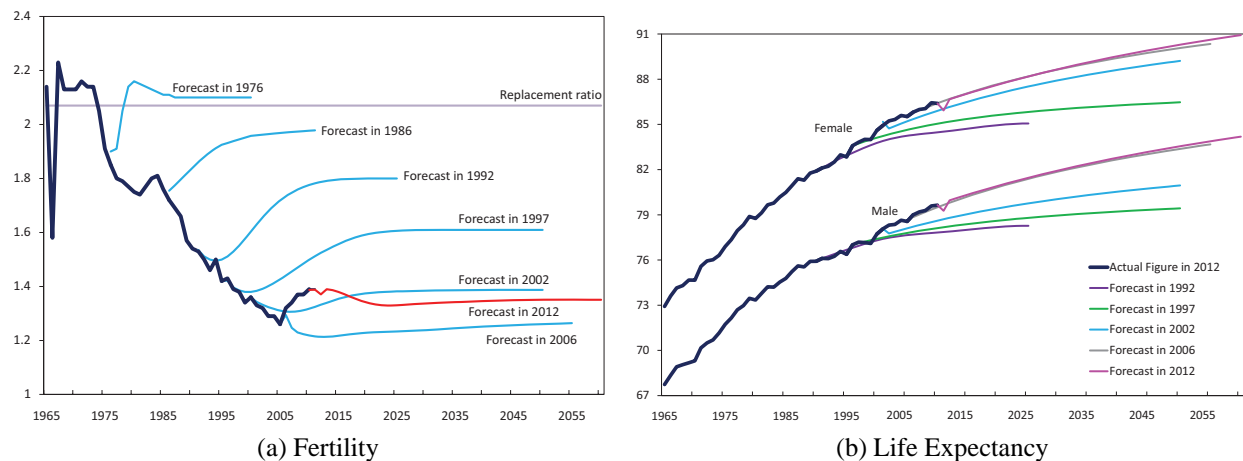 2.4
2.2
2
1.8
1.6
1.4
1.2
1
1965 1975 1985 1995 2005 2015 2025 2035 2045 2055
Forecast in 1976
Replacement ratio
Forecast in 1986
Forecast in 1992
Forecast in 1997
Forecast in 2002
Forecast in 2012
Forecast in 2006
(a) Fertility
91
88
85
82
79
76
73
70
67
1965 1975 1985 1995 2005 2015 2025 2035 2045 2055
Female
Male
Actual Figure in 2012
Forecast in 1992
Forecast in 1997
Forecast in 2002
Forecast in 2006
Forecast in 2012
(b) Life Expectancy